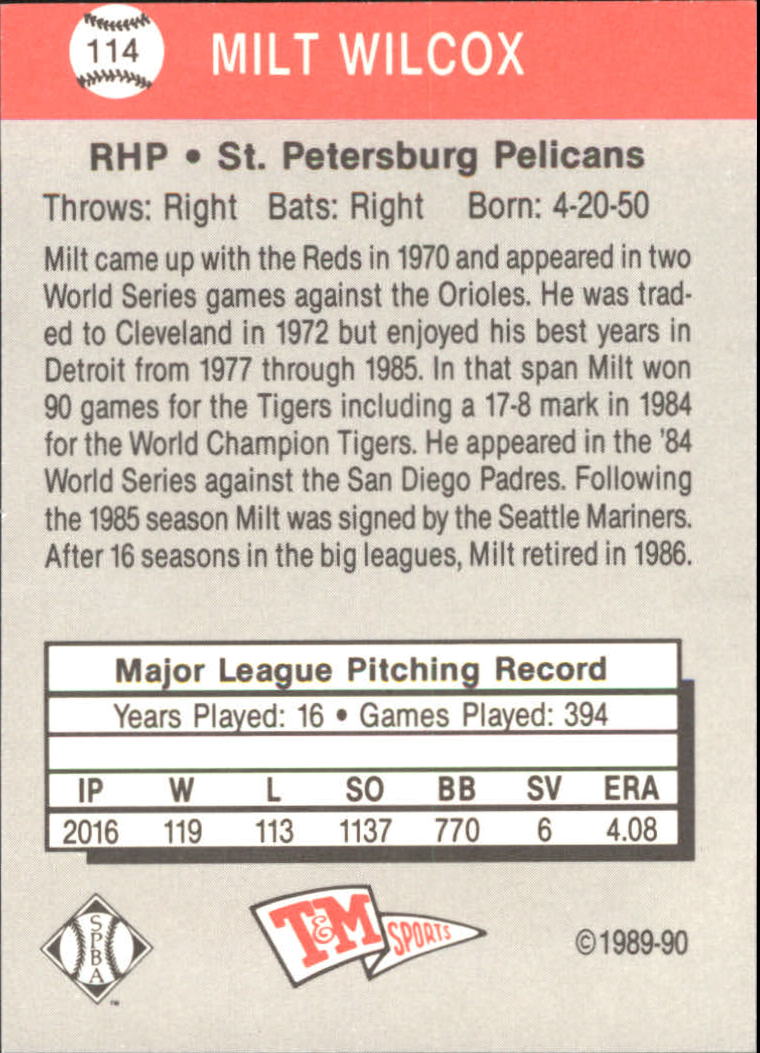 114
MILT WILCOX
RHP • St. Petersburg Pelicans
Throws: Right Bats: Right Born: 4-20-50
Milt came up with the Reds in 1970 and appeared in two
World Series games against the Orioles. He was trad-
ed to Cleveland in 1972 but enjoyed his best years in
Detroit from 1977 through 1985. In that span Milt won
90 games for the Tigers including a 17-8 mark in 1984
for the World Champion Tigers. He appeared in the '84
World Series against the San Diego Padres. Following
the 1985 season Milt was signed by the Seattle Mariners.
After 16 seasons in the big leagues, Milt retired in 1986.
Major League Pitching Record
Years Played: 16 • Games Played: 394
IP W L SO BB SV ERA
2016 119 113 1137 770 6 4.08
SPBA
™
T&M SPORTS
©1989-90